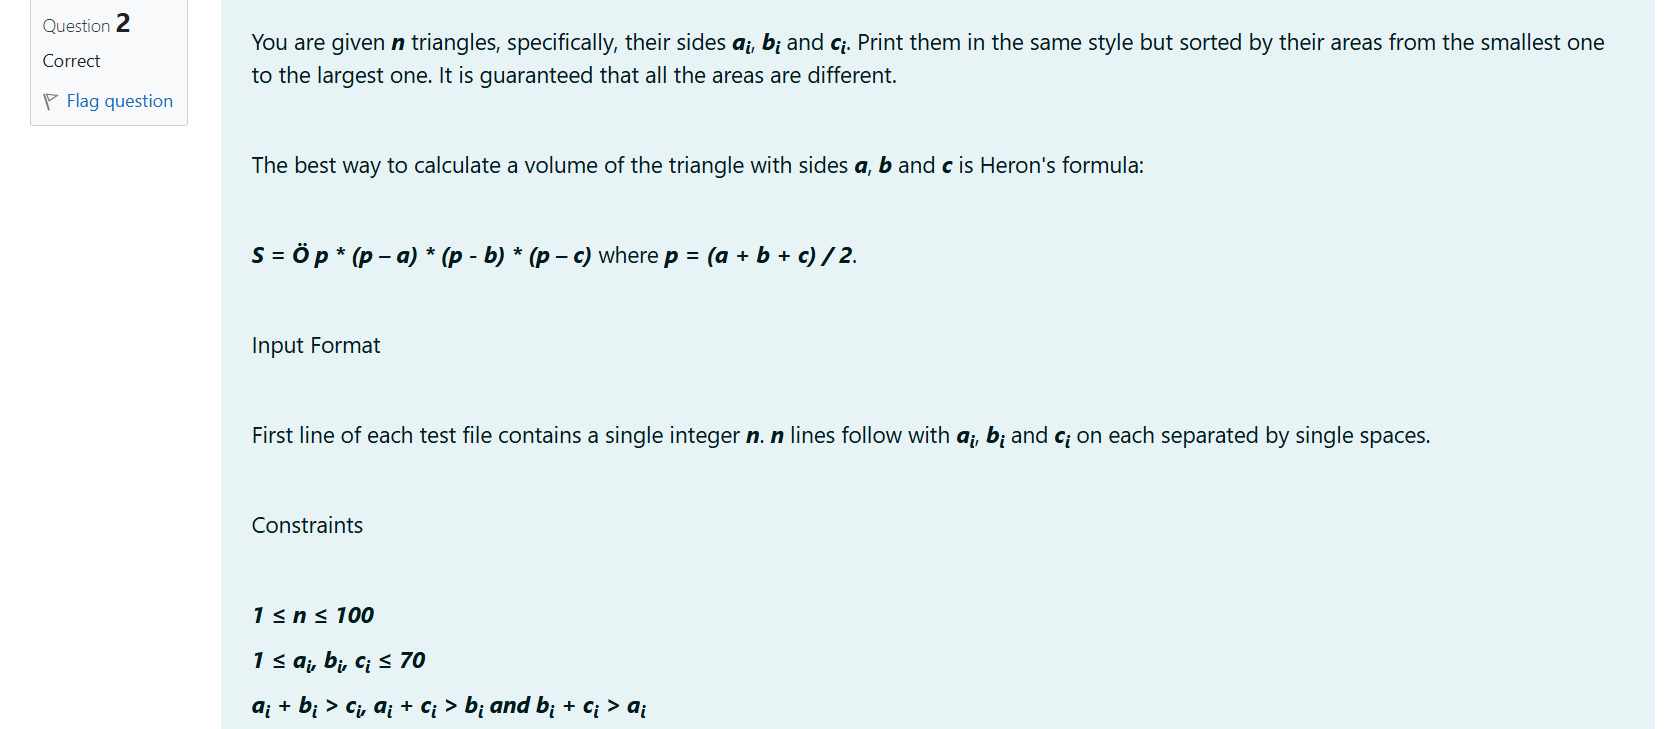 Question 2
Correct
Flag question
You are given n triangles, specifically, their sides ai, bi and ci. Print them in the same style but sorted by their areas from the smallest one
to the largest one. It is guaranteed that all the areas are different.
The best way to calculate a volume of the triangle with sides a, b and c is Heron's formula:
S = Ö p * (p – a) * (p - b) * (p – c) where p = (a + b + c) / 2.
Input Format
First line of each test file contains a single integer n. n lines follow with ai, bi and ci on each separated by single spaces.
Constraints
1 ≤ n ≤ 100
1 ≤ ai, bi, ci ≤ 70
ai + bi > ci, ai + ci > bi and bi + ci > ai